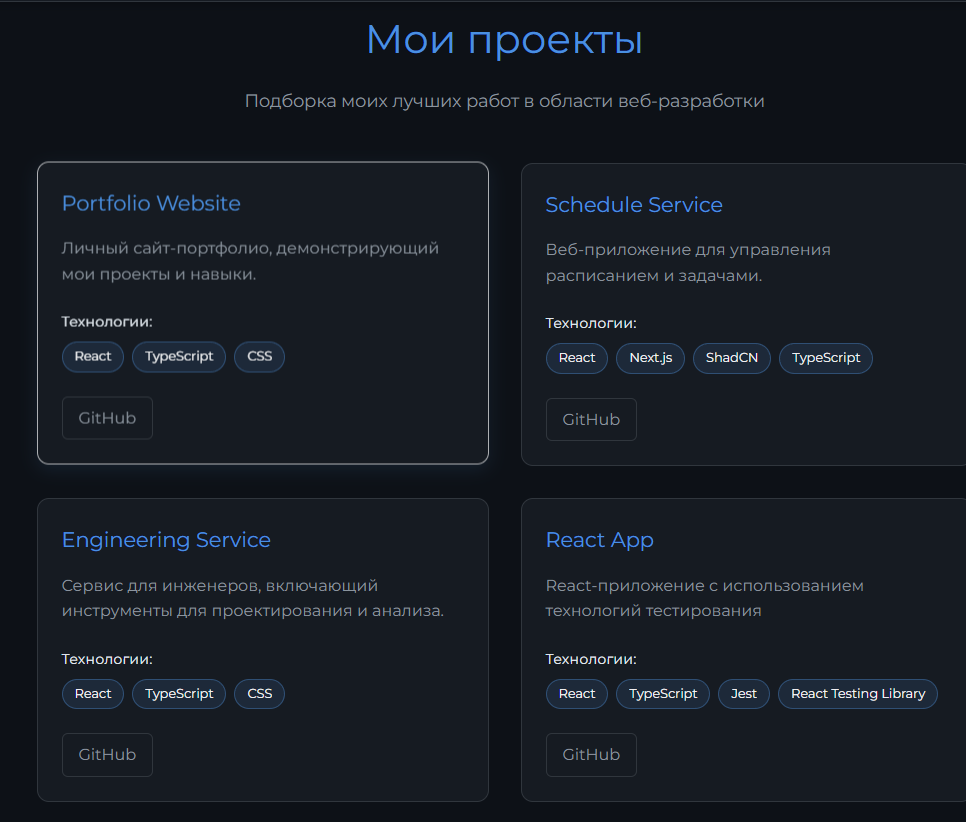 Мои проекты
Подборка моих лучших работ в области веб-разработки
Portfolio Website
Личный сайт-портфолио, демонстрирующий
мои проекты и навыки.
Технологии:
React TypeScript CSS
GitHub
Schedule Service
Веб-приложение для управления
расписанием и задачами.
Технологии:
React Next.js ShadCN TypeScript
GitHub
Engineering Service
Сервис для инженеров, включающий
инструменты для проектирования и анализа.
Технологии:
React TypeScript CSS
GitHub
React App
React-приложение с использованием
технологий тестирования
Технологии:
React TypeScript Jest React Testing Library
GitHub